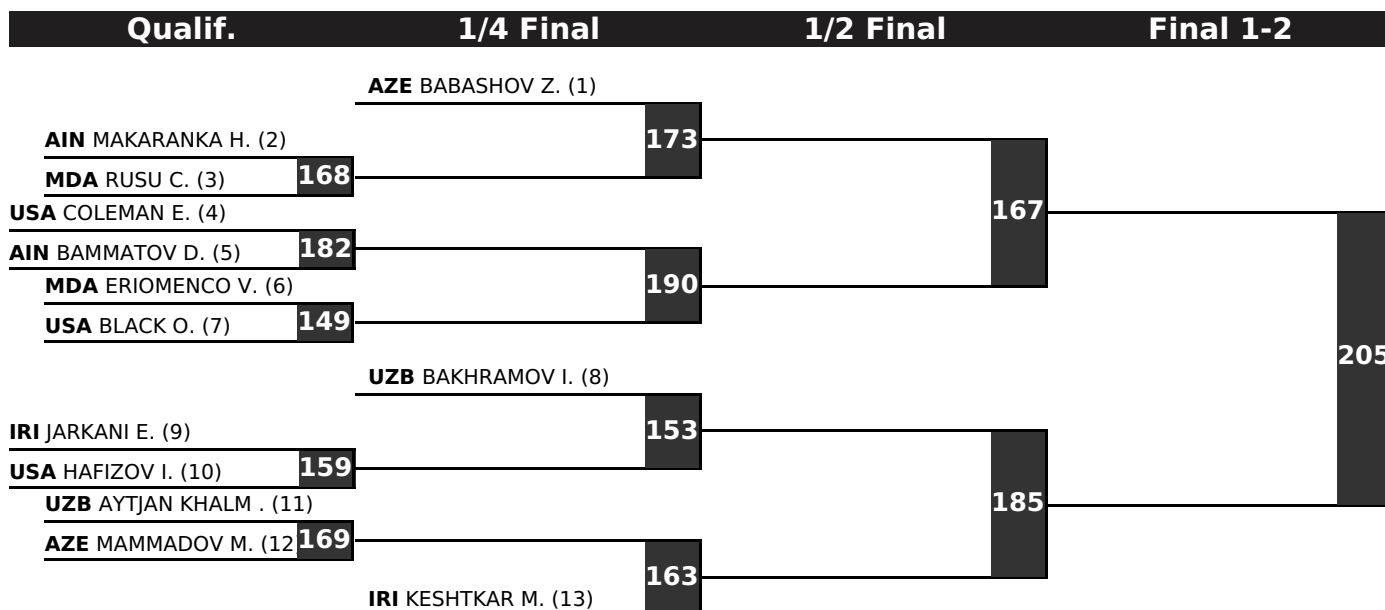 Qualif. 1/4 Final 1/2 Final Final 1-2
AZE BABASHOV Z. (1)
AIN MAKARANKA H. (2)
173
MDA RUSU C. (3) 168
USA COLEMAN E. (4)
167
AIN BAMMATOV D. (5) 182
MDA ERIOMENCO V. (6)
190
USA BLACK O. (7) 149
205
UZB BAKHRAMOV I. (8)
IRI JARKANI E. (9)
153
USA HAFIZOV I. (10) 159
UZB AYTJAN KHALM . (11)
185
AZE MAMMADOV M. (12 169
163
IRI KESHTKAR M. (13)